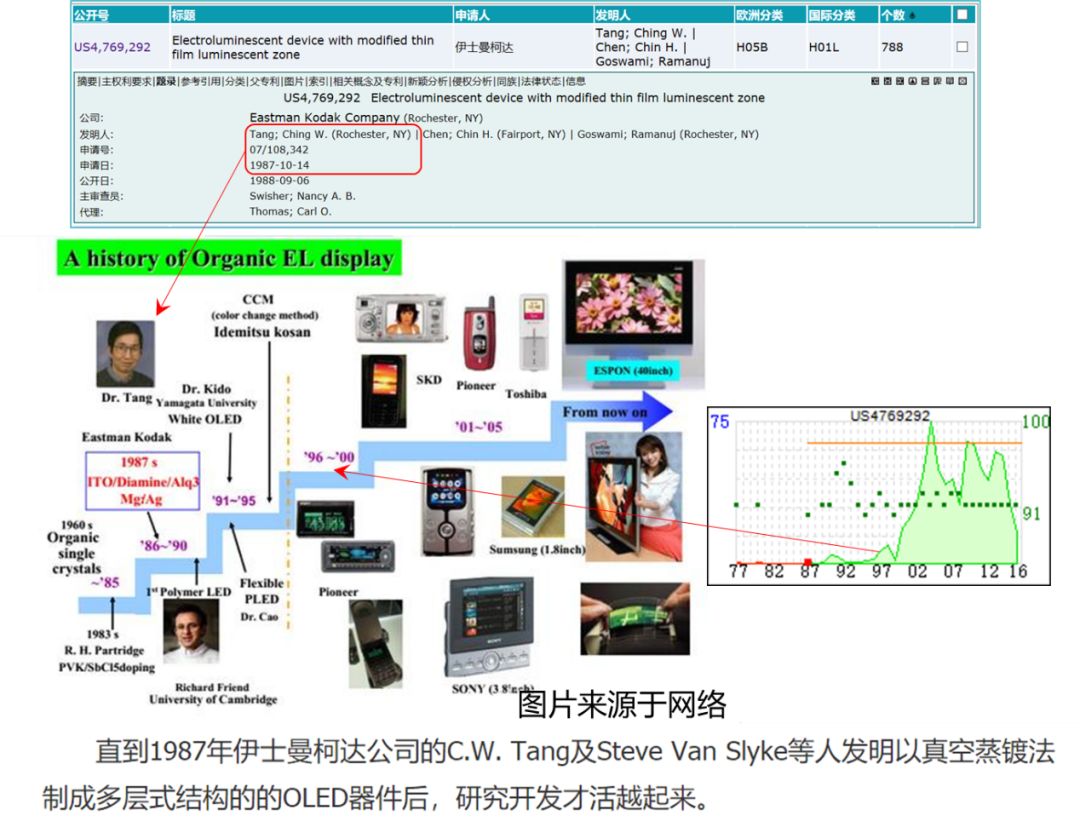 公开号 标题 申请人 发明人 欧洲分类 国际分类 个数
US4,769,292 Electroluminescent device with modified thin film luminescent zone 伊士曼柯达 Tang; Ching W. | Chen; Chin H. | Goswami; Ramanuj H05B H01L 788
摘要|主权利要求|题录|参考引用|分类|父专利|图片|索引|相关概念及专利|新颖分析|侵权分析|同族|法律状态|信息
US4,769,292 Electroluminescent device with modified thin film luminescent zone
公司: Eastman Kodak Company (Rochester, NY)
发明人: Tang; Ching W. (Rochester, NY) | Chen; Chin H. (Fairport, NY) | Goswami; Ramanuj (Rochester, NY)
申请号: 07/108,342
申请日: 1987-10-14
公开日: 1988-09-06
主审查员: Swisher; Nancy A. B.
代理: Thomas; Carl O.
A history of Organic EL display
CCM
(color change method)
Idemitsu kosan
Dr. Tang
Dr. Kido
Yamagata University
White OLED
Eastman Kodak
1987 s
ITO/Diamine/Alq3
Mg/Ag
'91~'95
1960 s
Organic
single
crystals
~'85
'86~'90
1st Polymer LED
Flexible
PLED
Dr. Cao
1983 s
R. H. Partridge
PVK/SbCl5doping
Richard Friend
University of Cambridge
SKD
Pioneer
Toshiba
ESPON (40inch)
From now on
'01~'05
'96 ~'00
Sumsung (1.8inch)
Pioneer
SONY
SONY (3.8inch)
US4769292
75
100
91
77 82 87 92 97 02 07 12 16
图片来源于网络
直到1987年伊士曼柯达公司的C.W. Tang及Steve Van Slyke等人发明以真空蒸镀法
制成多层式结构的的OLED器件后，研究开发才活越起来。